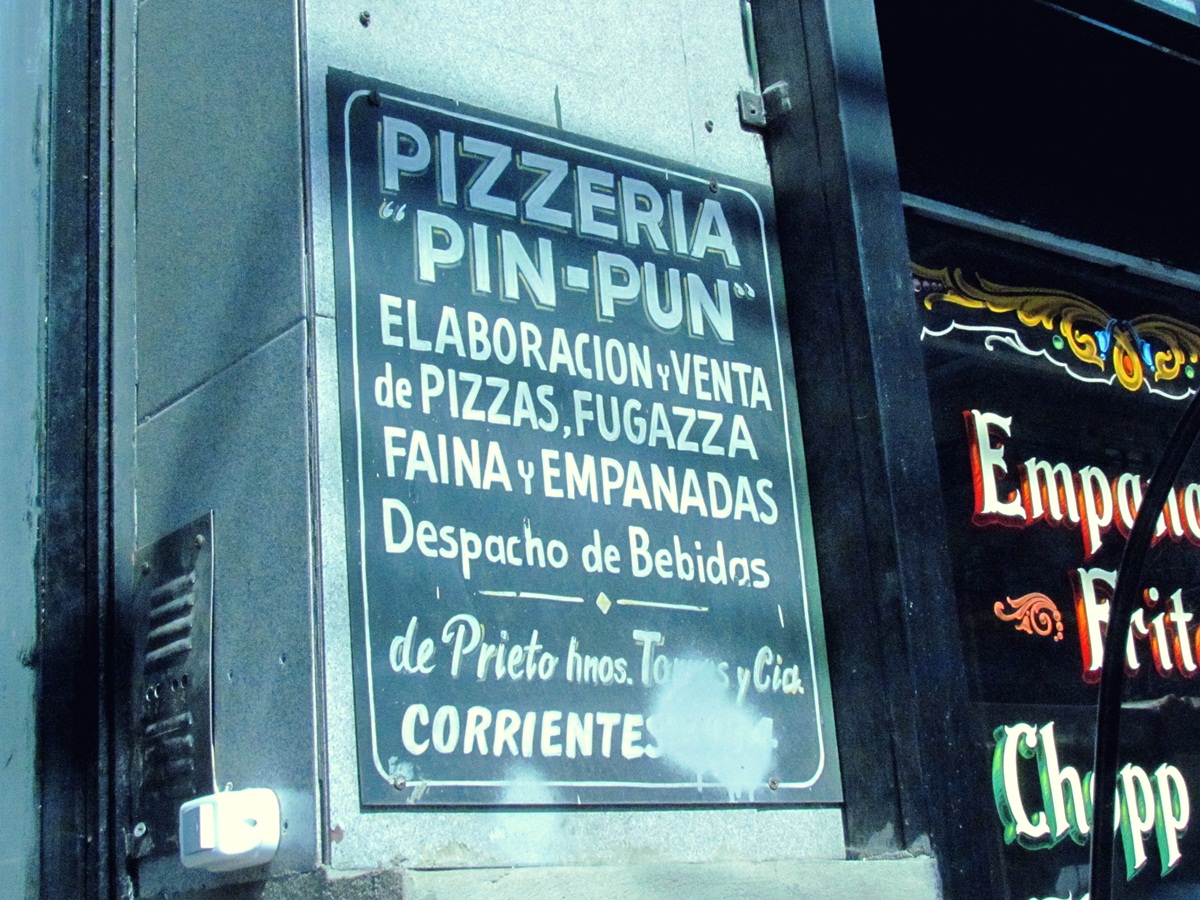 PIZZERIA
"PIN-PUN"
ELABORACION y VENTA
de PIZZAS, FUGAZZA
FAINA y EMPANADAS
Despacho de Bebidas
de Prieto hnos. Torres y Cia.
CORRIENTES
Empana
Frit
Chopp